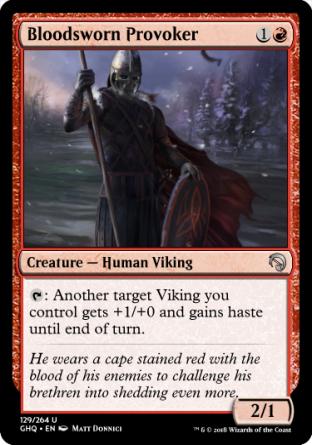 Bloodsworn Provoker 1
Creature — Human Viking
: Another target Viking you
control gets +1/+0 and gains haste
until end of turn.
He wears a cape stained red with the
blood of his enemies to challenge his
brethren into shedding even more.
2/1
129/264 U
GHQ • EN Matt Donnici
™ & © 2018 Wizards of the Coast